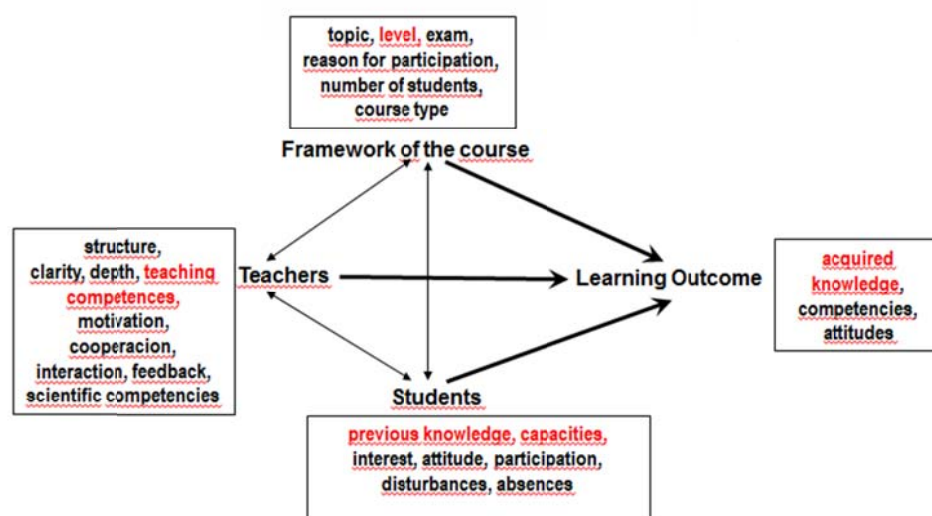 topic, level, exam
reason for participation,
number of students,
course type
Framework of the course
structure,
clarity, depth, teaching
competences,
motivation,
cooperacion,
interaction, feedback,
scientific competencies
Teachers
Learning Outcome
acquired
knowledge,
competencies,
attitudes
Students
previous knowledge, capacities,
interest, attitude, participation,
disturbances, absences